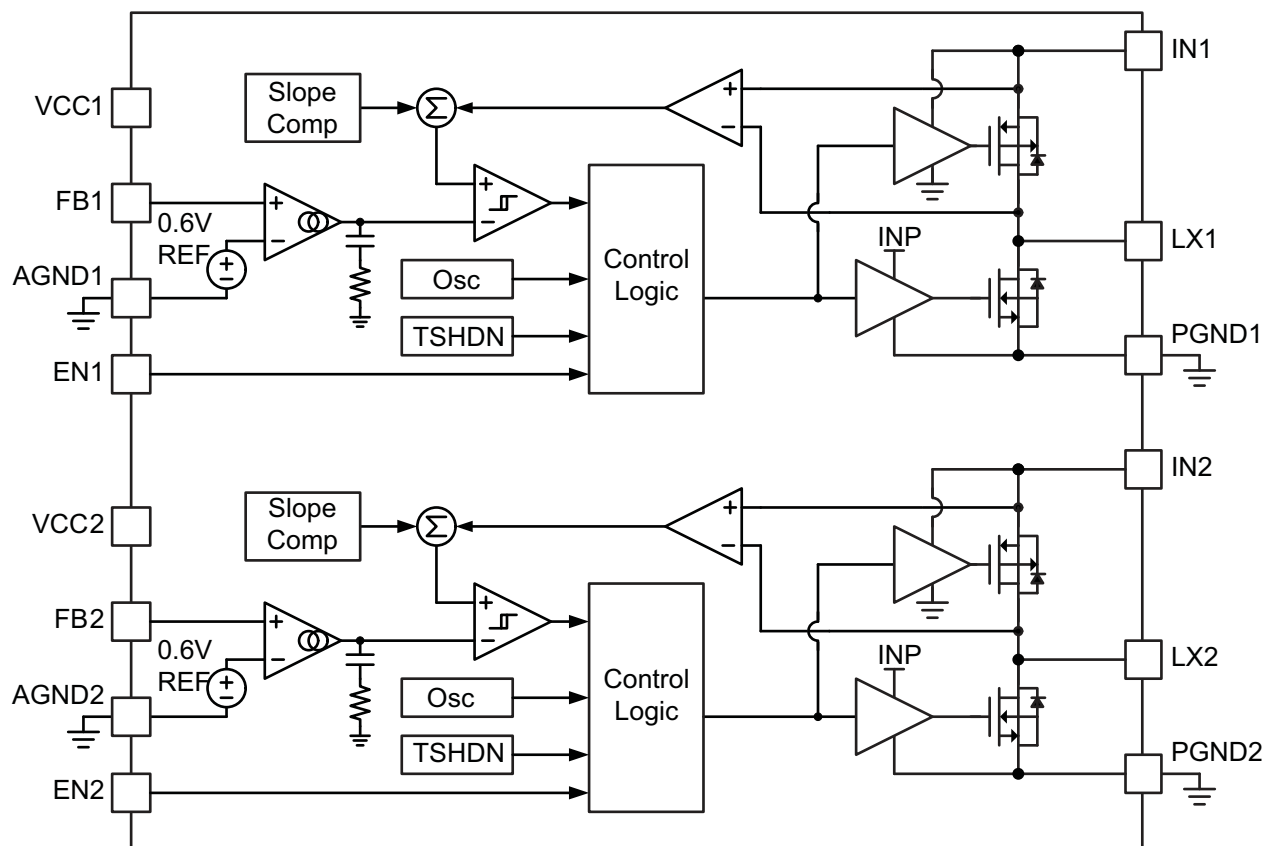 IN1
VCC1
Slope
Comp
Σ
+
−
FB1
0.6V
REF
+
−
+
−
+
−
INP
LX1
AGND1
Osc
Control
Logic
TSHDN
PGND1
EN1
IN2
VCC2
Slope
Comp
Σ
+
−
FB2
0.6V
REF
+
−
+
−
+
−
INP
LX2
AGND2
Osc
Control
Logic
TSHDN
PGND2
EN2